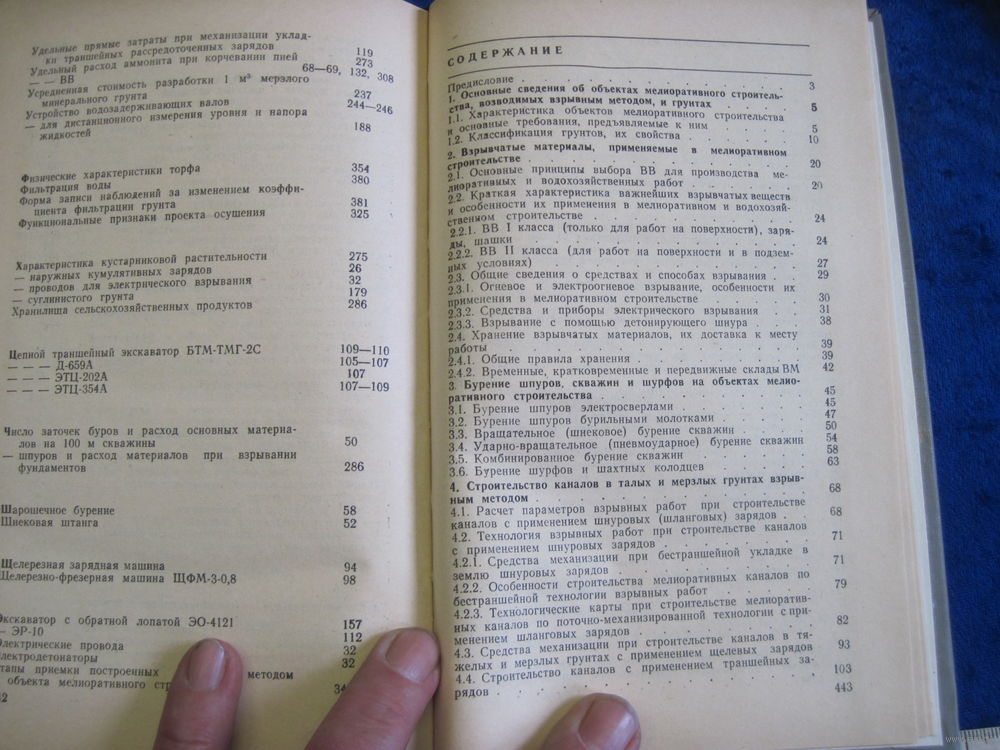 Удельные прямые затраты при механизации уклад-
ки траншейных рассредоточенных зарядов 119
Удельный расход аммонита при корчевании пней 273
— — ВВ 68—69, 132, 308
Усредненная стоимость разработки 1 м³ мерзлого
минерального грунта 237
Устройство водозадерживающих валов 244—246
— для дистанционного измерения уровня и напора
жидкостей 188
Физические характеристики торфа 354
Фильтрация воды 380
Форма записи наблюдений за изменением коэффи-
циента фильтрации грунта 381
Функциональные признаки проекта осушения 325
Характеристика кустарниковой растительности 275
— наружных кумулятивных зарядов 26
— проводов для электрического взрывания 32
— суглинистого грунта 179
Хранилища сельскохозяйственных продуктов 286
Цепной траншейный экскаватор БТМ-ТМГ-2С 109—110
— — — Д-659А 105—107
— — — ЭТЦ-202А 107
— — — ЭТЦ-354А 107—109
Число заточек буров и расход основных материа-
лов на 100 м скважины 50
— шпуров и расход материалов при взрывании
фундаментов 286
Шарошечное бурение 58
Шнековая штанга 52
Щелерезная зарядная машина 94
Щелерезно-фрезерная машина ЩФМ-3-0,8 98
Экскаватор с обратной лопатой ЭО-4121 157
— ЭР-10 112
Электрические провода 32
Электродетонаторы 32
тапы приемки построенных методом
объекта мелиоративного 34
2
СОДЕРЖАНИЕ
Предисловие 3
1. Основные сведения об объектах мелиоративного строитель-
ства, возводимых взрывным методом, и грунтах 5
1.1. Характеристика объектов мелиоративного строительства
и основные требования, предъявляемые к ним 5
1.2. Классификация грунтов, их свойства 10
2. Взрывчатые материалы, применяемые в мелиоративном
строительстве 20
2.1. Основные принципы выбора ВВ для производства ме-
лиоративных и водохозяйственных работ 20
2.2. Краткая характеристика важнейших взрывчатых веществ
и особенности их применения в мелиоративном и водохозяй-
ственном строительстве 24
2.2.1. ВВ I класса (только для работ на поверхности), заря-
ды, шашки 24
2.2.2. ВВ II класса (для работ на поверхности и в подзем-
ных условиях) 27
2.3. Общие сведения о средствах и способах взрывания 29
2.3.1. Огневое и электроогневое взрывание, особенности их
применения в мелиоративном строительстве 30
2.3.2. Средства и приборы электрического взрывания 31
2.3.3. Взрывание с помощью детонирующего шнура 38
2.4. Хранение взрывчатых материалов, их доставка к месту
работы 39
2.4.1. Общие правила хранения 39
2.4.2. Временные, кратковременные и передвижные склады ВМ 42
3. Бурение шпуров, скважин и шурфов на объектах мелио-
ративного строительства 45
3.1. Бурение шпуров электросверлами 45
3.2. Бурение шпуров бурильными молотками 47
3.3. Вращательное (шнековое) бурение скважин 50
3.4. Ударно-вращательное (пневмоударное) бурение скважин 54
3.5. Комбинированное бурение скважин 58
3.6. Бурение шурфов и шахтных колодцев 63
4. Строительство каналов в талых и мерзлых грунтах взрыв-
ным методом 68
4.1. Расчет параметров взрывных работ при строительстве
каналов с применением шнуровых (шланговых) зарядов 68
4.2. Технология взрывных работ при строительстве каналов
с применением шнуровых зарядов 71
4.2.1. Средства механизации при бестраншейной укладке в
землю шнуровых зарядов 71
4.2.2. Особенности строительства мелиоративных каналов по
бестраншейной технологии взрывных работ 79
4.2.3. Технологические карты при строительстве мелиоратив-
ных каналов по поточно-механизированной технологии с при-
менением шланговых зарядов 82
4.3. Средства механизации при строительстве каналов в тя-
желых и мерзлых грунтах с применением щелевых зарядов 93
4.4. Строительство каналов с применением траншейных за-
рядов 103
443